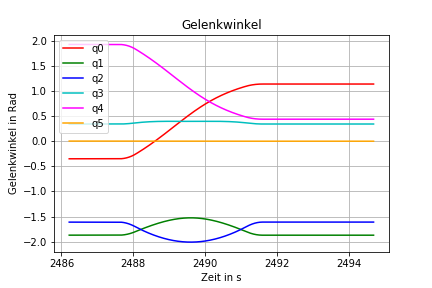 Gelenkwinkel
Gelenkwinkel in Rad
2.0
1.5
1.0
0.5
0.0
−0.5
−1.0
−1.5
−2.0
q0
q1
q2
q3
q4
q5
2486 2488 2490 2492 2494
Zeit in s